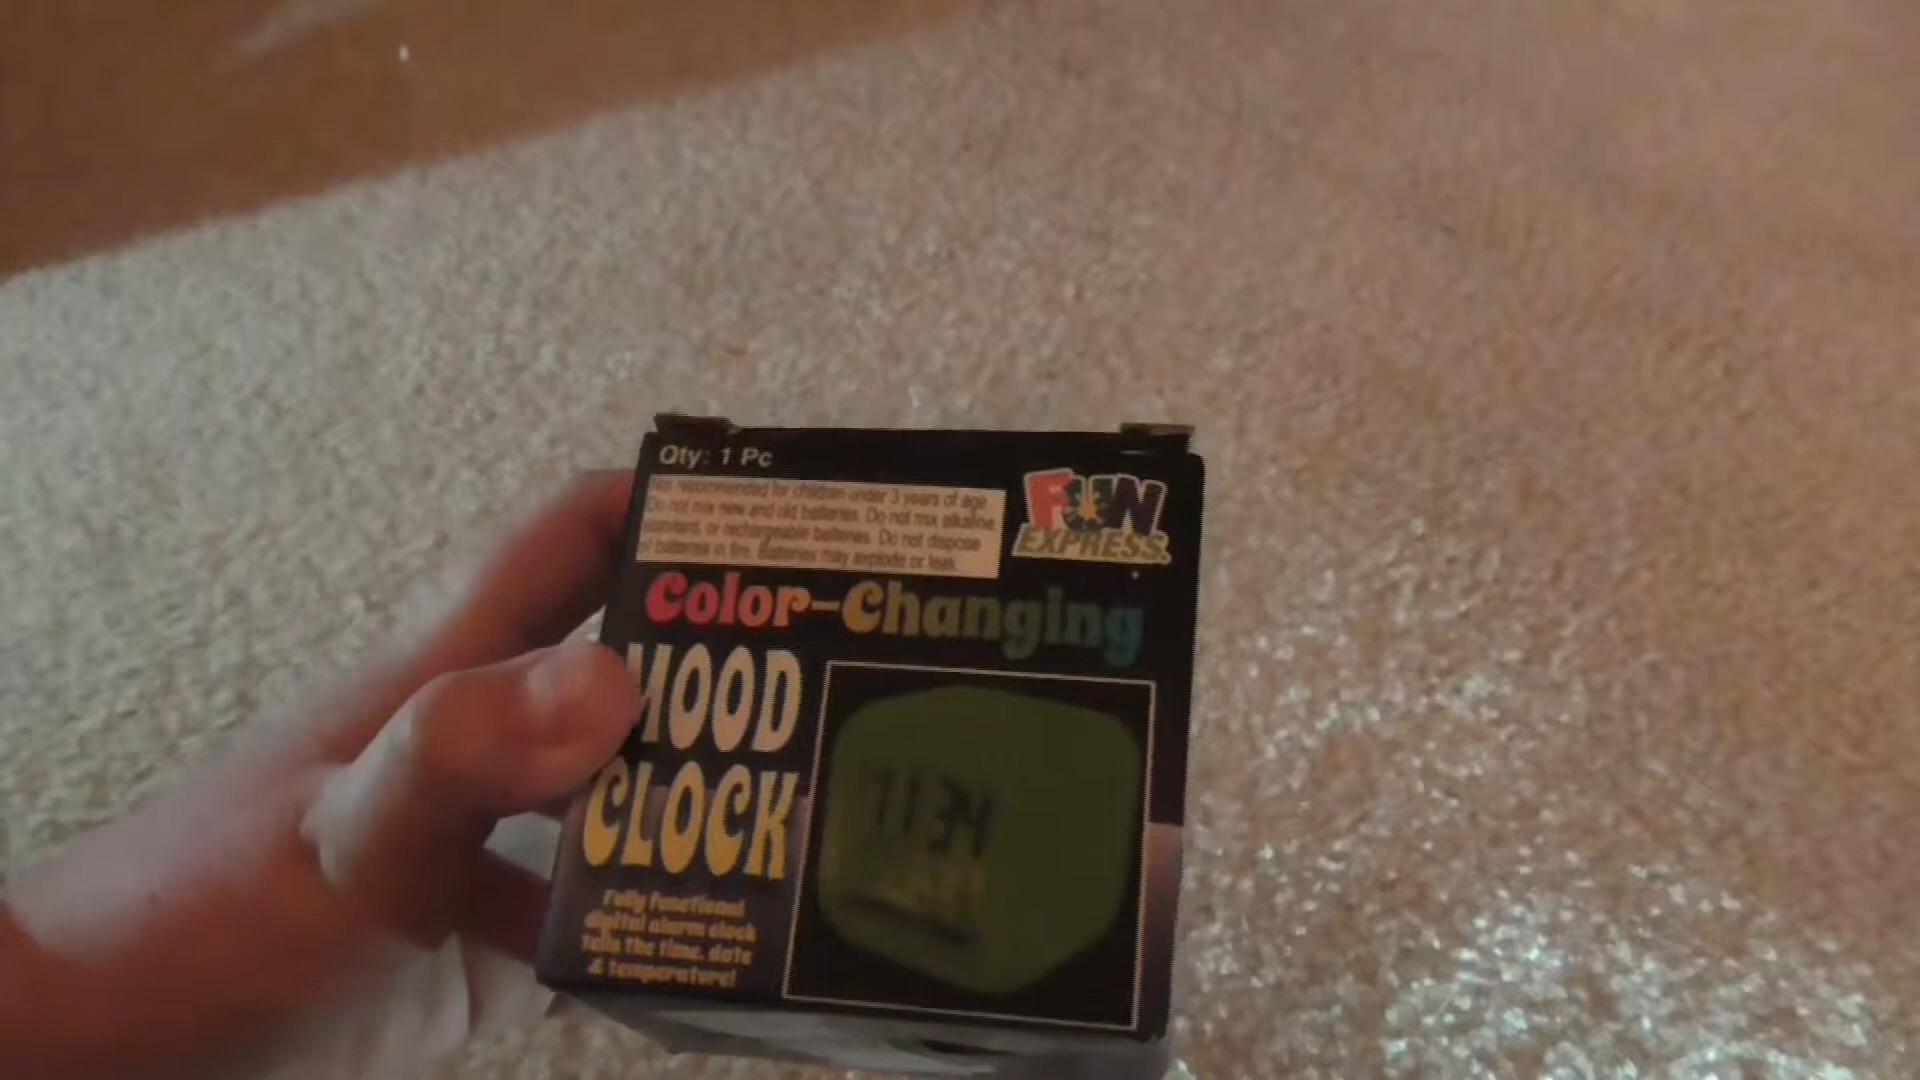 Qty: 1 Pc
Not recommended for children under 3 years of age.
Do not mix new and old batteries. Do not mix alkaline,
standard, or rechargeable batteries. Do not dispose
of batteries in fire. Batteries may explode or leak.
FUN
EXPRESS
Color-Changing
MOOD
CLOCK
Fully functional
digital alarm clock
tells the time, date
& temperature!